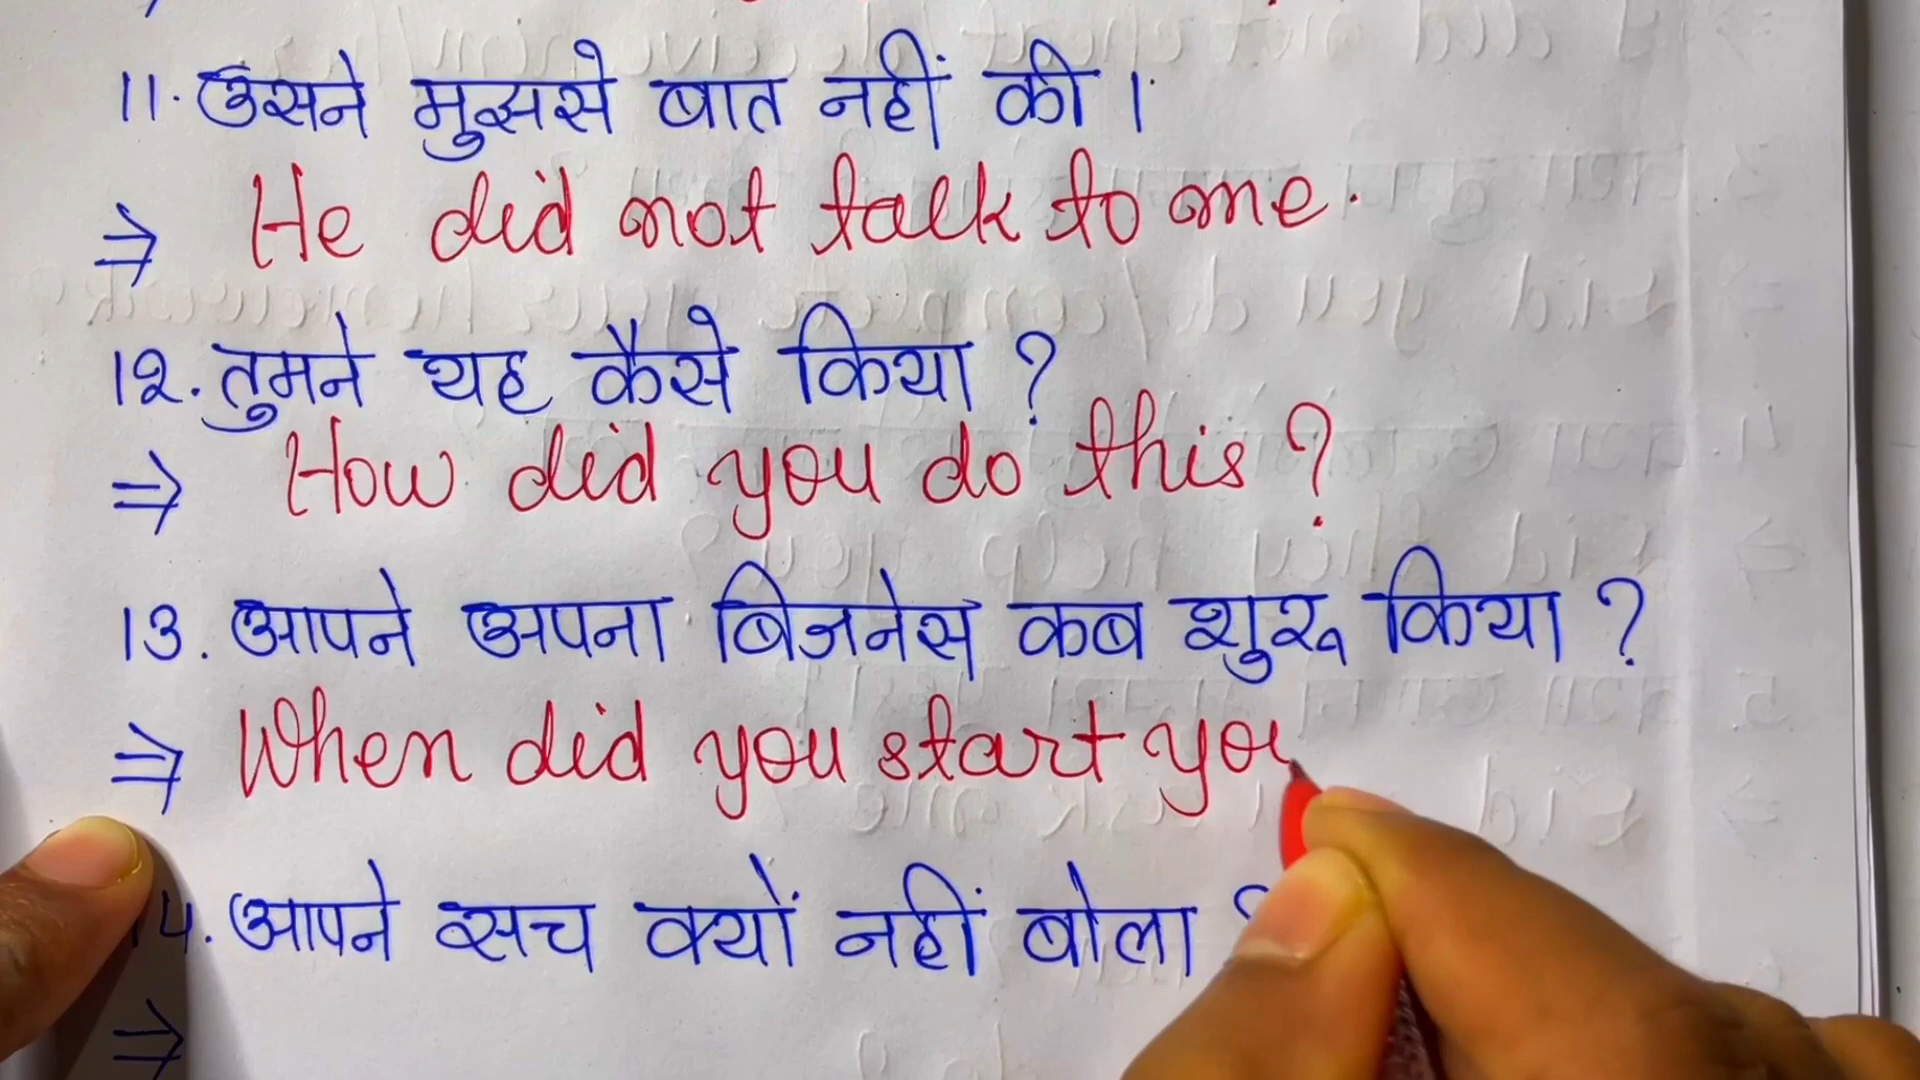 11. उसने मुझसे बात नहीं की ।
⇒ He did not talk to me.
12. तुमने यह कैसे किया ?
⇒ How did you do this ?
13. आपने अपना बिजनेस कब शुरू किया ?
⇒ When did you start you
14. आपने सच क्यों नहीं बोला ?
⇒